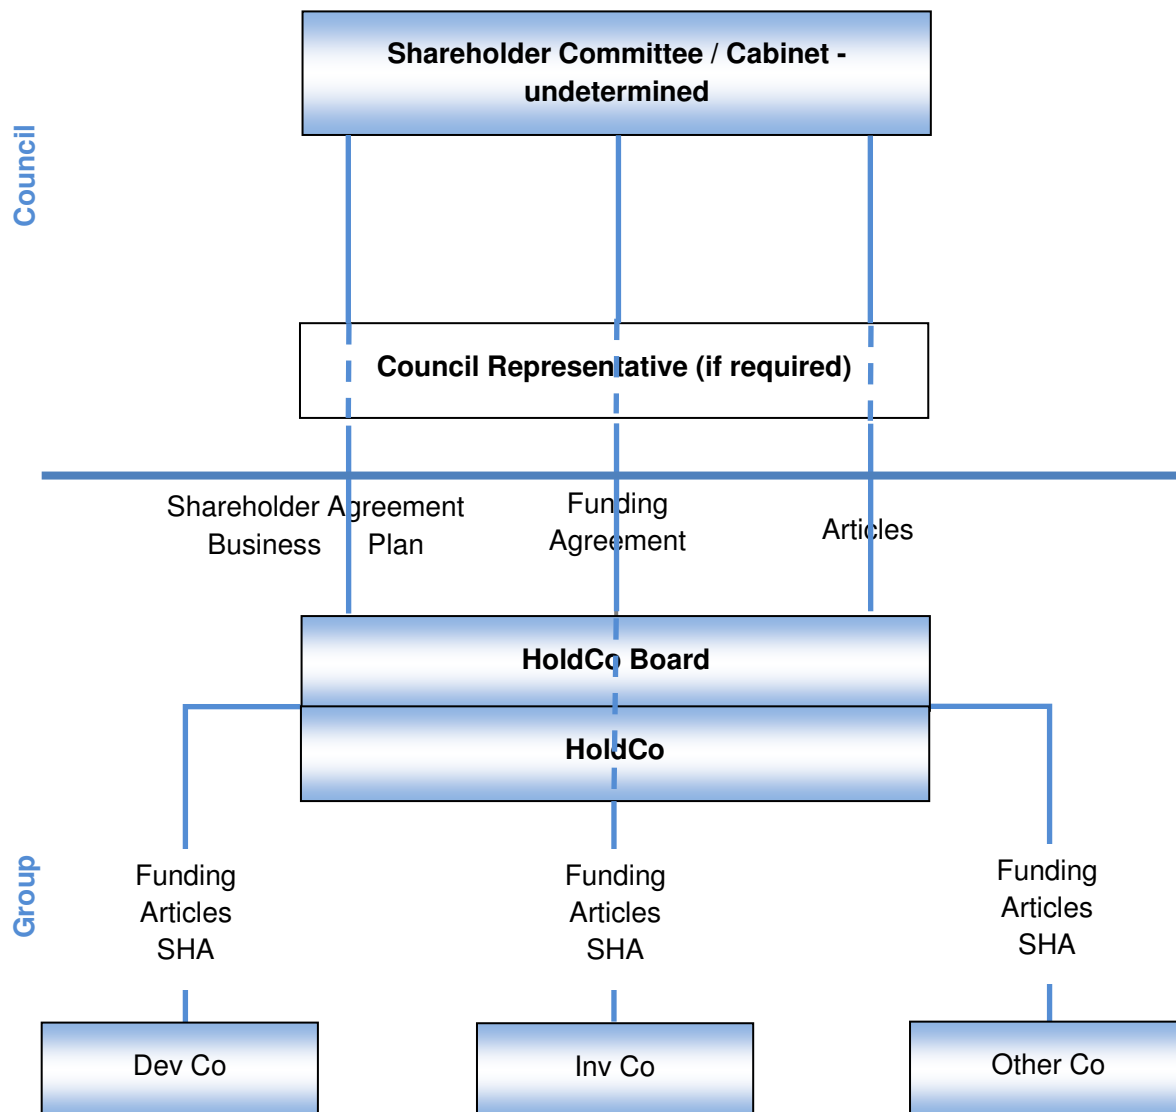 Shareholder Committee / Cabinet -
undetermined
Council
Council Representative (if required)
Shareholder Agreement
Business Plan
Funding
Agreement
Articles
HoldCo Board
HoldCo
Group
Funding
Articles
SHA
Funding
Articles
SHA
Funding
Articles
SHA
Dev Co
Inv Co
Other Co